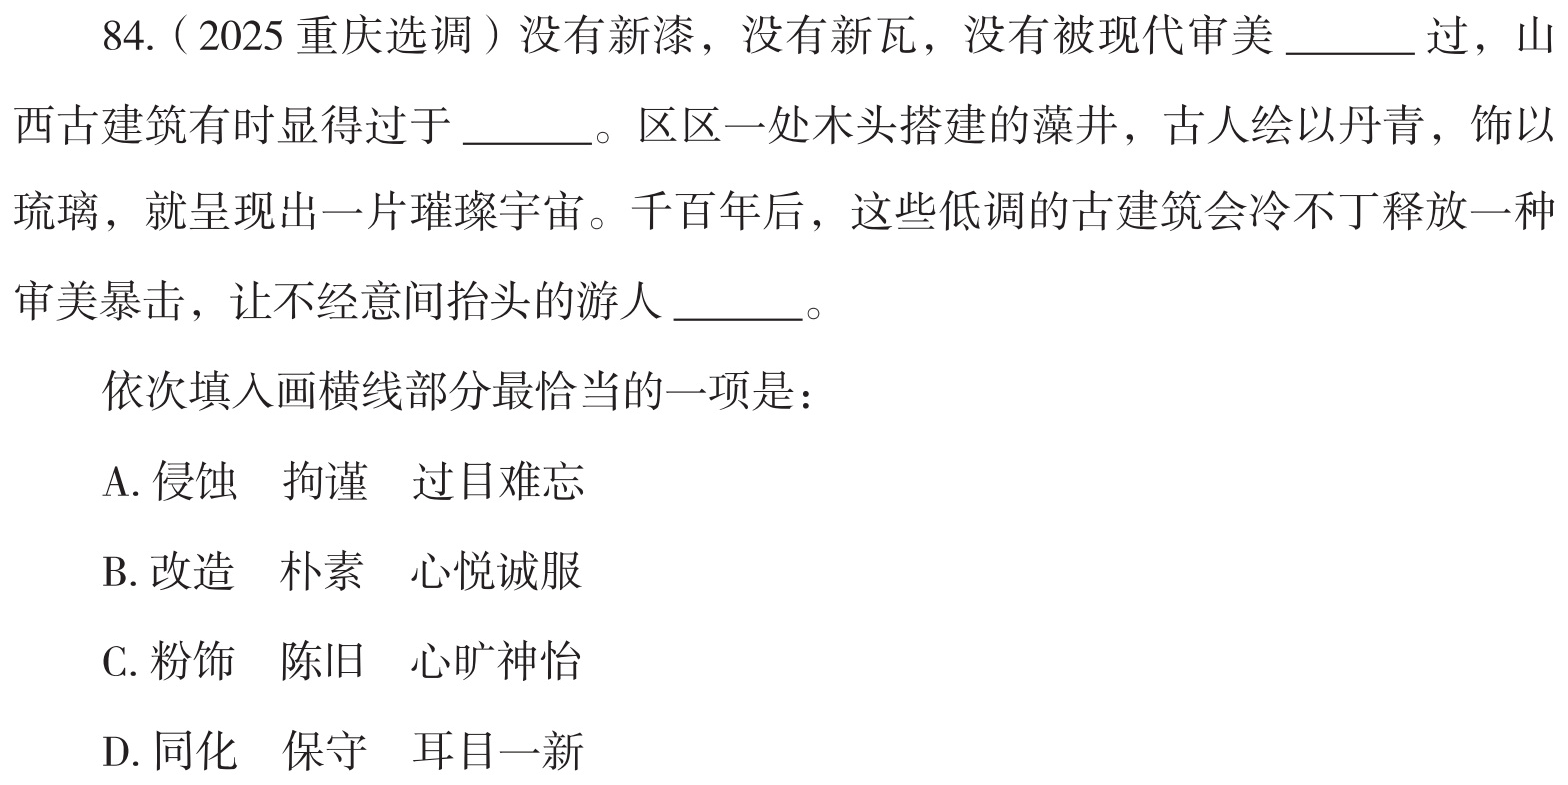 84.（2025 重庆选调）没有新漆，没有新瓦，没有被现代审美 ______ 过，山
西古建筑有时显得过于 ______。区区一处木头搭建的藻井，古人绘以丹青，饰以
琉璃，就呈现出一片璀璨宇宙。千百年后，这些低调的古建筑会冷不丁释放一种
审美暴击，让不经意间抬头的游人 ______。
依次填入画横线部分最恰当的一项是：
A. 侵蚀　拘谨　过目难忘
B. 改造　朴素　心悦诚服
C. 粉饰　陈旧　心旷神怡
D. 同化　保守　耳目一新